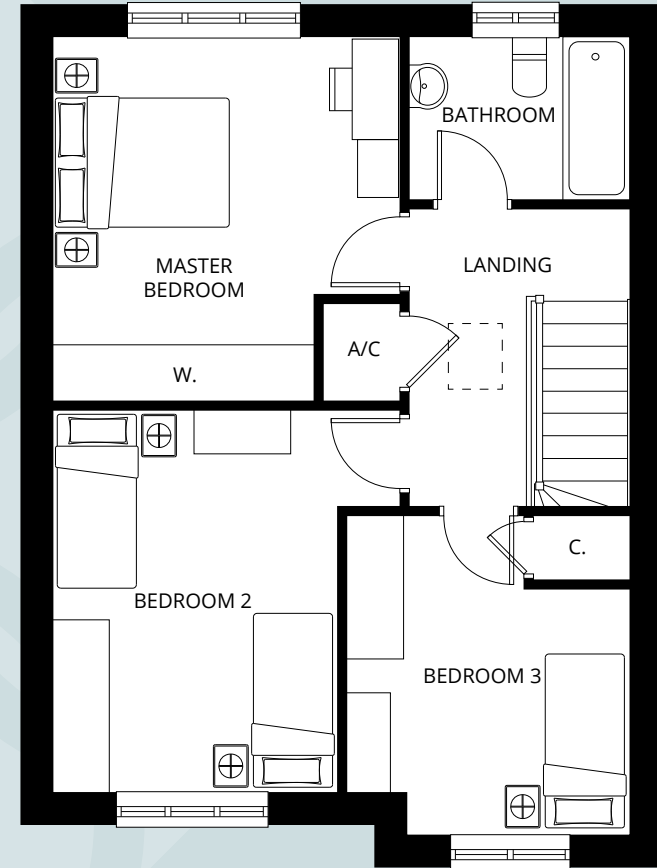 BATHROOM
MASTER
BEDROOM
LANDING
A/C
W.
C.
BEDROOM 2
BEDROOM 3